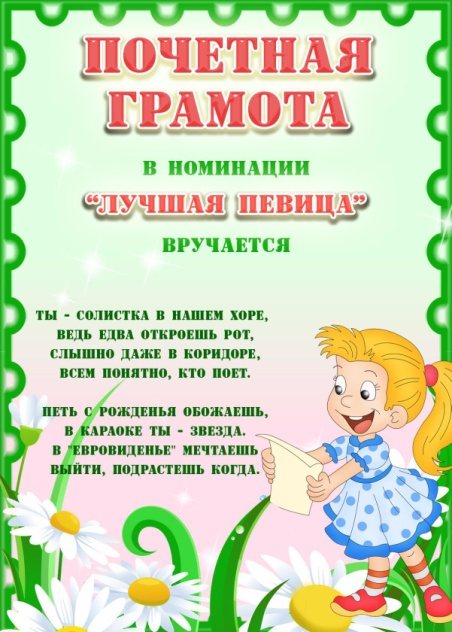 ПОЧЕТНАЯ
ГРАМОТА
В НОМИНАЦИИ
“ЛУЧШАЯ ПЕВИЦА”
ВРУЧАЕТСЯ
ТЫ - СОЛИСТКА В НАШЕМ ХОРЕ,
ВЕДЬ ЕДВА ОТКРОЕШЬ РОТ,
СЛЫШНО ДАЖЕ В КОРИДОРЕ,
ВСЕМ ПОНЯТНО, КТО ПОЕТ.
ПЕТЬ С РОЖДЕНЬЯ ОБОЖАЕШЬ,
В КАРАОКЕ ТЫ - ЗВЕЗДА.
В "ЕВРОВИДЕНЬЕ" МЕЧТАЕШЬ
ВЫЙТИ, ПОДРАСТЕШЬ КОГДА.